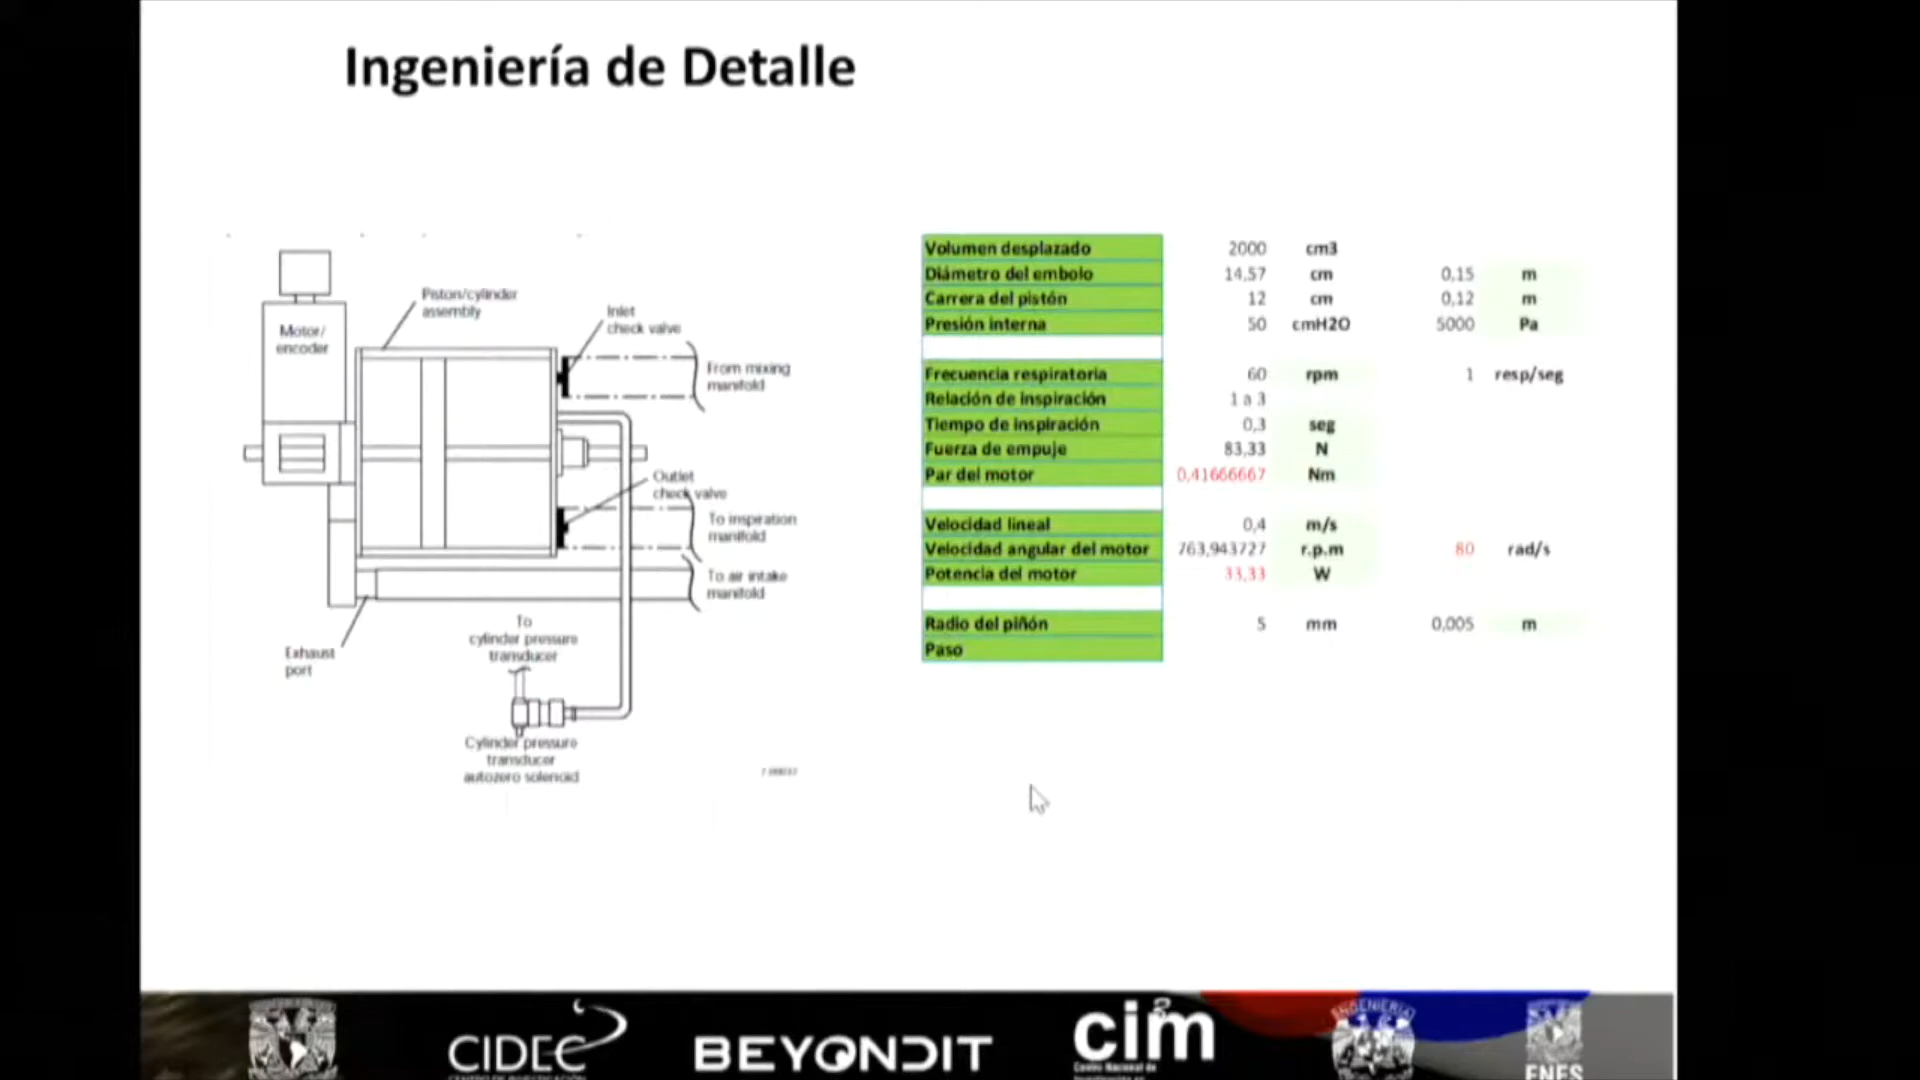 Ingeniería de Detalle
Motor/
encoder
Piston/cylinder
assembly
Inlet
check valve
From mixing
manifold
Outlet
check valve
To inspiration
manifold
To air intake
manifold
Exhaust
port
To
cylinder pressure
transducer
Cylinder pressure
transducer
autozero solenoid
Volumen desplazado 2000 cm3
Diámetro del embolo 14,57 cm 0,15 m
Carrera del pistón 12 cm 0,12 m
Presión interna 50 cmH2O 5000 Pa
Frecuencia respiratoria 60 rpm 1 resp/seg
Relación de inspiración 1 a 3
Tiempo de inspiración 0,3 seg
Fuerza de empuje 83,33 N
Par del motor 0,41666667 Nm
Velocidad lineal 0,4 m/s
Velocidad angular del motor 763,943727 r.p.m 80 rad/s
Potencia del motor 33,33 W
Radio del piñón 5 mm 0,005 m
Paso
CIDEC
BEYONDIT
cim
Centro Nacional de
INGENIERIA
ENES